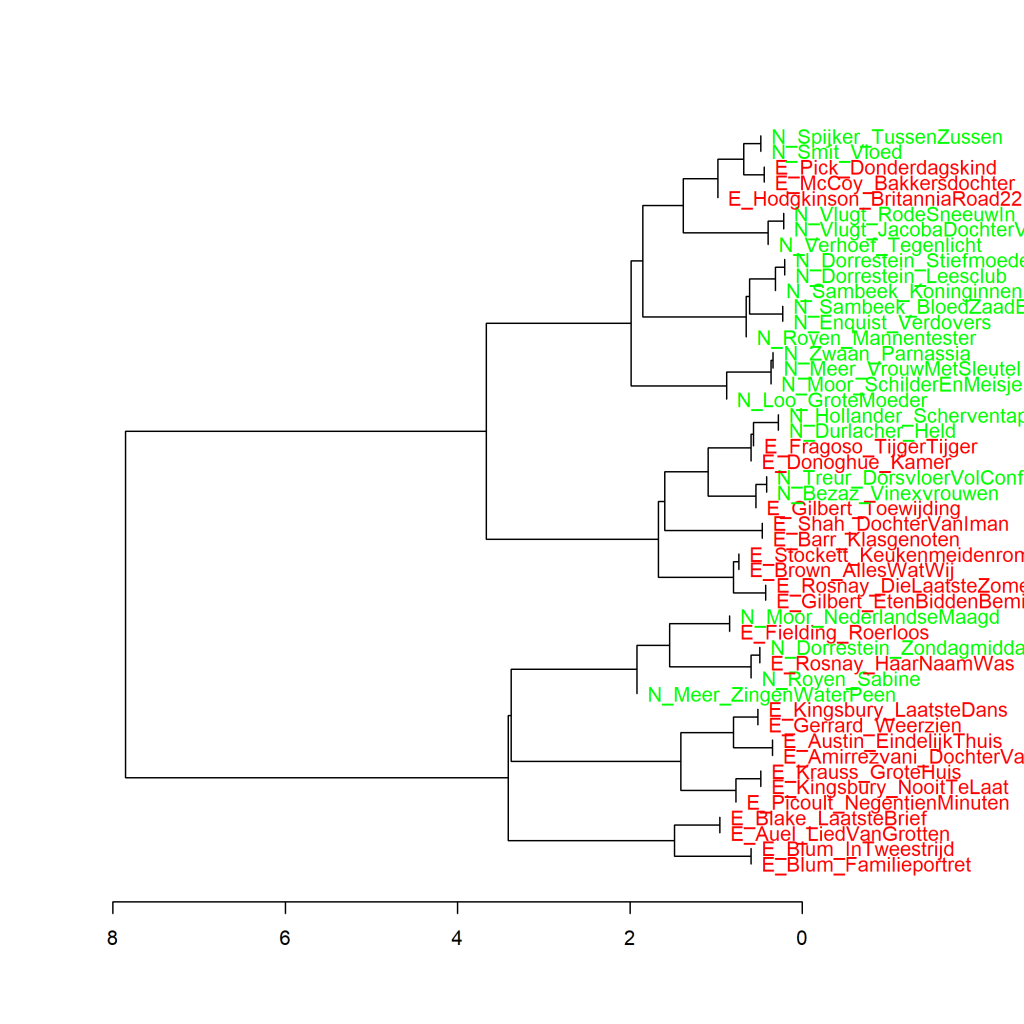 N_Spijker_TussenZussen
N_Smit_Vloed
E_Pick_Donderdagskind
E_McCoy_Bakkersdochter
E_Hodgkinson_BritanniaRoad22
N_Vlugt_RodeSneeuwIn
N_Vlugt_JacobaDochterV
N_Verhoef_Tegenlicht
N_Dorrestein_Stiefmoede
N_Dorrestein_Leesclub
N_Sambeek_Koninginnen
N_Sambeek_BloedZaadE
N_Enquist_Verdovers
N_Royen_Mannentester
N_Zwaan_Parnassia
N_Meer_VrouwMetSleutel
N_Moor_SchilderEnMeisje
N_Loo_GroteMoeder
N_Hollander_Scherventap
N_Durlacher_Held
E_Fragoso_TijgerTijger
E_Donoghue_Kamer
N_Treur_DorsvloerVolConf
N_Bezaz_Vinexvrouwen
E_Gilbert_Toewijding
E_Shah_DochterVanIman
E_Barr_Klasgenoten
E_Stockett_Keukenmeidenrom
E_Brown_AllesWatWij
E_Rosnay_DieLaatsteZome
E_Gilbert_EtenBiddenBemi
N_Moor_NederlandseMaagd
E_Fielding_Roerloos
N_Dorrestein_Zondagmidda
E_Rosnay_HaarNaamWas
N_Royen_Sabine
N_Meer_ZingenWaterPeen
E_Kingsbury_LaatsteDans
E_Gerrard_Weerzien
E_Austin_EindelijkThuis
E_Amirrezvani_DochterVa
E_Krauss_GroteHuis
E_Kingsbury_NooitTeLaat
E_Picoult_NegentienMinuten
E_Blake_LaatsteBrief
E_Auel_LiedVanGrotten
E_Blum_InTweestrijd
E_Blum_Familieportret
8 6 4 2 0